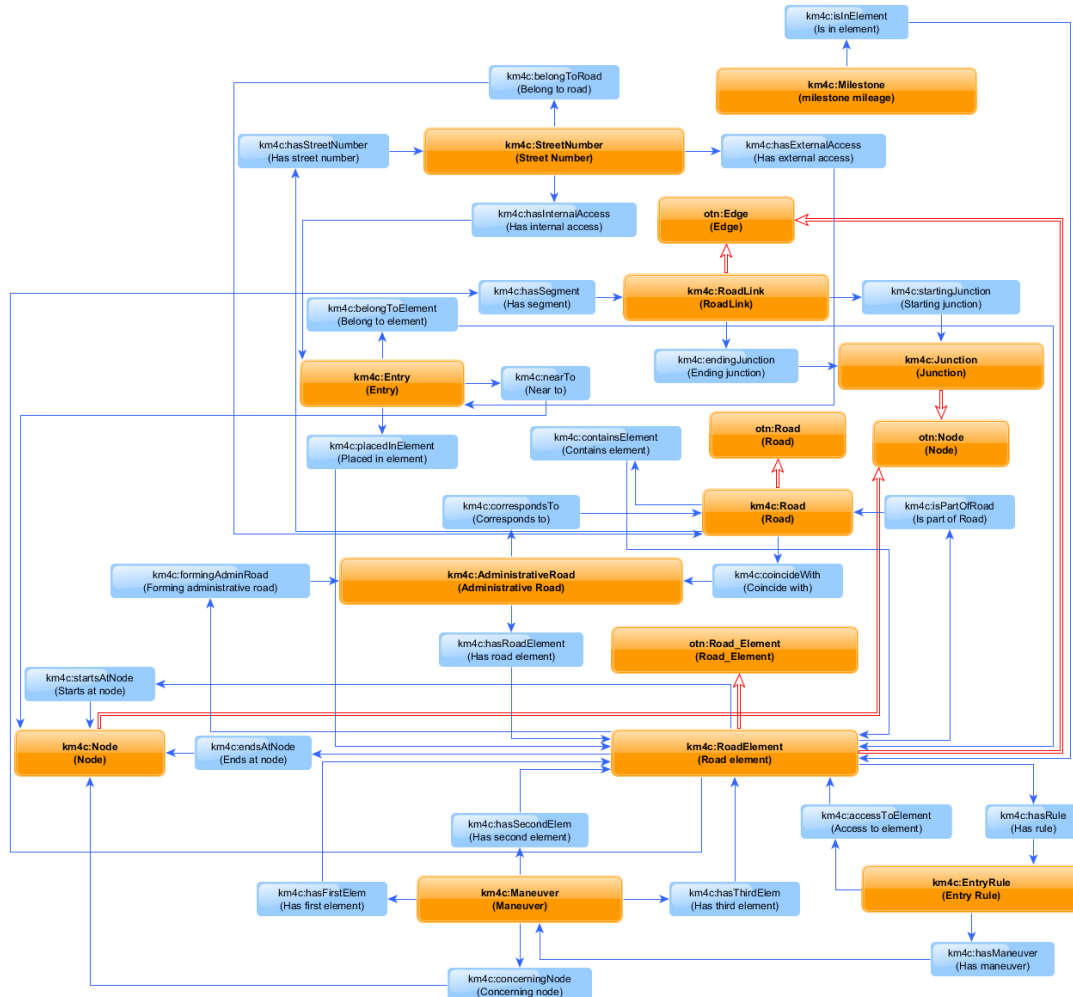 km4c:isInElement
(Is in element)
km4c:belongToRoad
(Belong to road)
km4c:Milestone
(milestone mileage)
km4c:hasStreetNumber
(Has street number)
km4c:StreetNumber
(Street Number)
km4c:hasExternalAccess
(Has external access)
km4c:hasInternalAccess
(Has internal access)
otn:Edge
(Edge)
km4c:hasSegment
(Has segment)
km4c:RoadLink
(RoadLink)
km4c:startingJunction
(Starting junction)
km4c:belongToElement
(Belong to element)
km4c:endingJunction
(Ending junction)
km4c:Junction
(Junction)
km4c:Entry
(Entry)
km4c:nearTo
(Near to)
km4c:placedInElement
(Placed in element)
km4c:containsElement
(Contains element)
otn:Road
(Road)
otn:Node
(Node)
km4c:correspondsTo
(Corresponds to)
km4c:Road
(Road)
km4c:isPartOfRoad
(Is part of Road)
km4c:formingAdminRoad
(Forming administrative road)
km4c:AdministrativeRoad
(Administrative Road)
km4c:coincideWith
(Coincide with)
km4c:hasRoadElement
(Has road element)
otn:Road_Element
(Road_Element)
km4c:startsAtNode
(Starts at node)
km4c:Node
(Node)
km4c:endsAtNode
(Ends at node)
km4c:RoadElement
(Road element)
km4c:hasSecondElem
(Has second element)
km4c:accessToElement
(Access to element)
km4c:hasRule
(Has rule)
km4c:hasFirstElem
(Has first element)
km4c:Maneuver
(Maneuver)
km4c:hasThirdElem
(Has third element)
km4c:EntryRule
(Entry Rule)
km4c:concerningNode
(Concerning node)
km4c:hasManeuver
(Has maneuver)